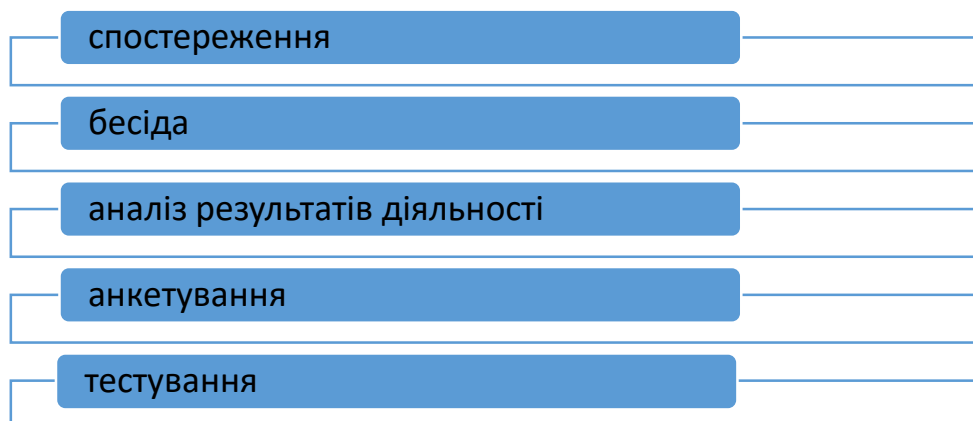 спостереження
бесіда
аналіз результатів діяльності
анкетування
тестування